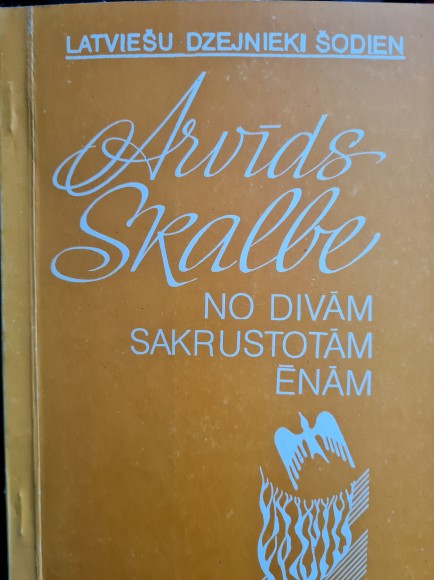 LATVIEŠU DZEJNIEKI ŠODIEN
Arvīds
Skalbe
NO DIVĀM
SAKRUSTOTĀM
ĒNĀM